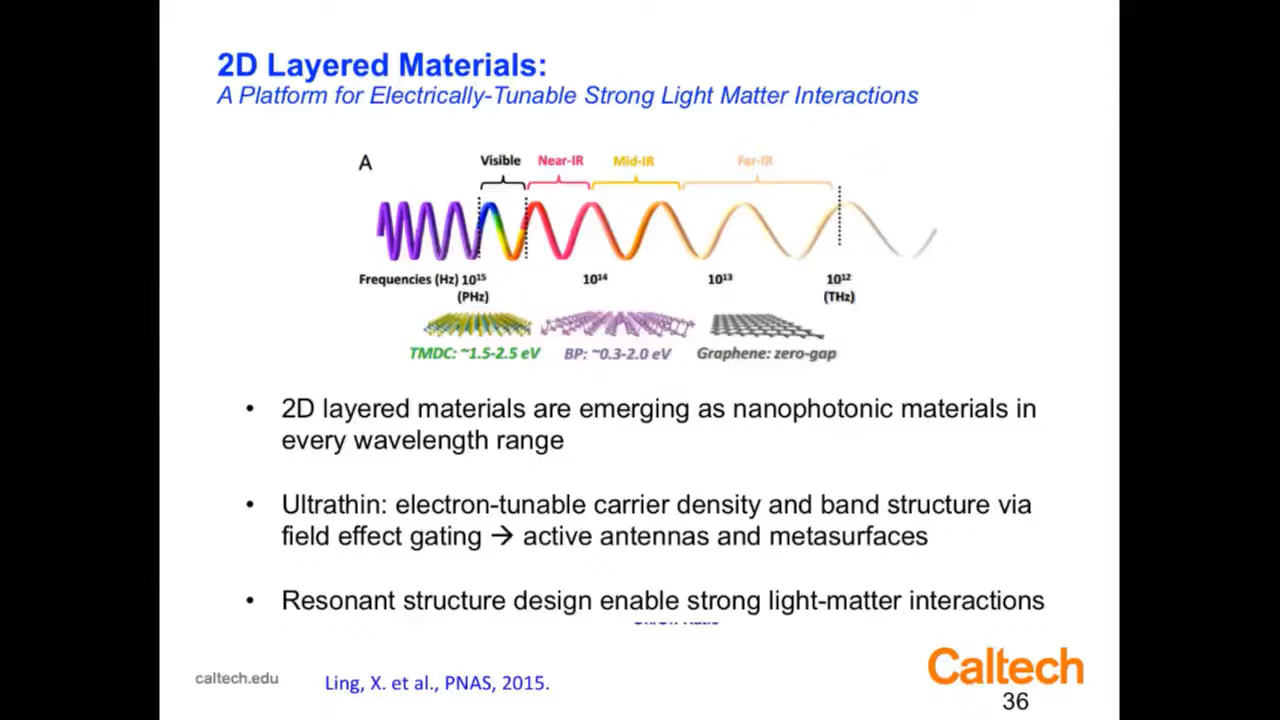 2D Layered Materials:
A Platform for Electrically-Tunable Strong Light Matter Interactions
A
Visible Near-IR Mid-IR Far-IR
Frequencies (Hz) 10¹⁵ 10¹⁴ 10¹³ 10¹²
(PHz) (THz)
TMDC: ~1.5-2.5 eV BP: ~0.3-2.0 eV Graphene: zero-gap
• 2D layered materials are emerging as nanophotonic materials in
every wavelength range
• Ultrathin: electron-tunable carrier density and band structure via
field effect gating → active antennas and metasurfaces
• Resonant structure design enable strong light-matter interactions
caltech.edu
Ling, X. et al., PNAS, 2015.
Caltech
36